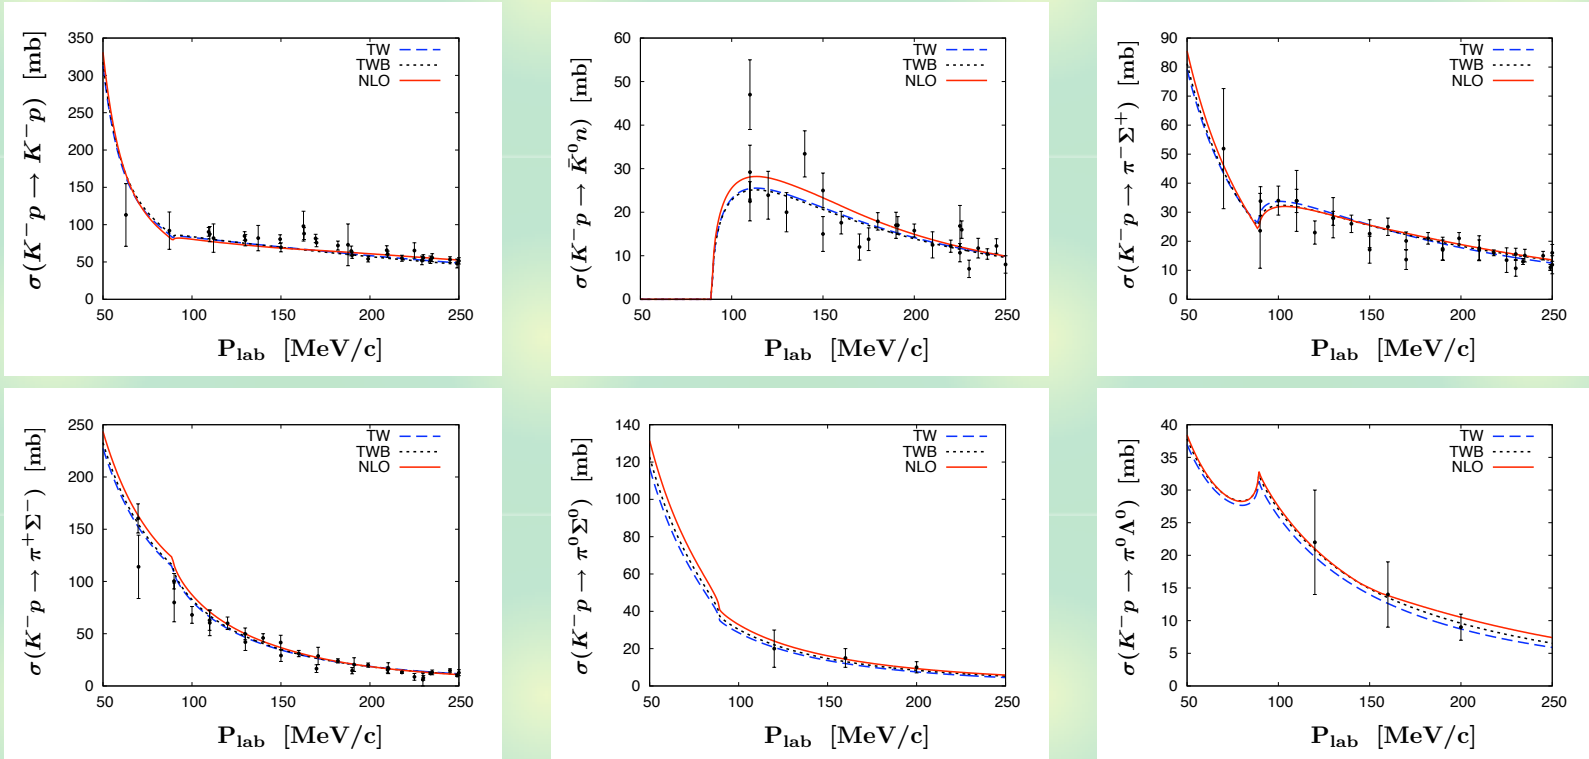 σ(K⁻p → K⁻p) [mb]
350
300
250
200
150
100
50
0
TW
TWB
NLO
50 100 150 200 250
P_lab [MeV/c]
σ(K⁻p → K̄⁰n) [mb]
60
50
40
30
20
10
0
TW
TWB
NLO
50 100 150 200 250
P_lab [MeV/c]
σ(K⁻p → π⁻Σ⁺) [mb]
90
80
70
60
50
40
30
20
10
0
TW
TWB
NLO
50 100 150 200 250
P_lab [MeV/c]
σ(K⁻p → π⁺Σ⁻) [mb]
250
200
150
100
50
0
TW
TWB
NLO
50 100 150 200 250
P_lab [MeV/c]
σ(K⁻p → π⁰Σ⁰) [mb]
140
120
100
80
60
40
20
0
TW
TWB
NLO
50 100 150 200 250
P_lab [MeV/c]
σ(K⁻p → π⁰Λ⁰) [mb]
40
35
30
25
20
15
10
5
0
TW
TWB
NLO
50 100 150 200 250
P_lab [MeV/c]